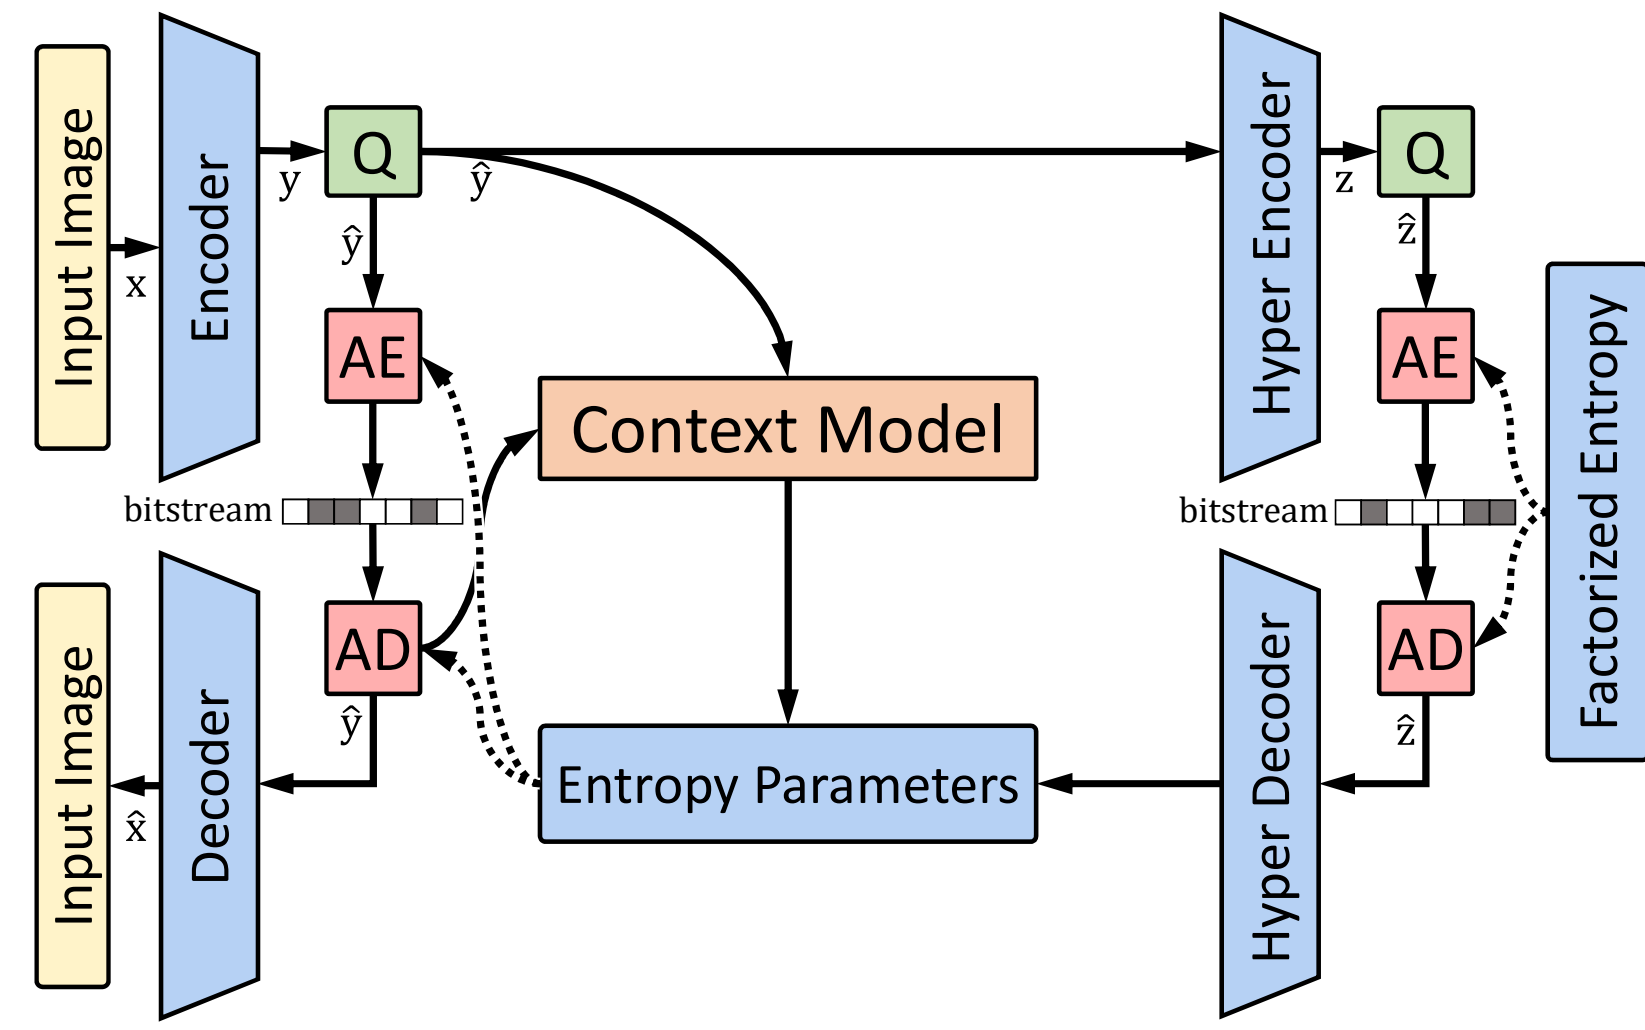 Input Image
x
Encoder
y
Q
ŷ
ŷ
AE
bitstream
AD
ŷ
Decoder
x̂
Input Image
Context Model
Entropy Parameters
Hyper Encoder
z
Q
ẑ
AE
bitstream
AD
ẑ
Hyper Decoder
Factorized Entropy